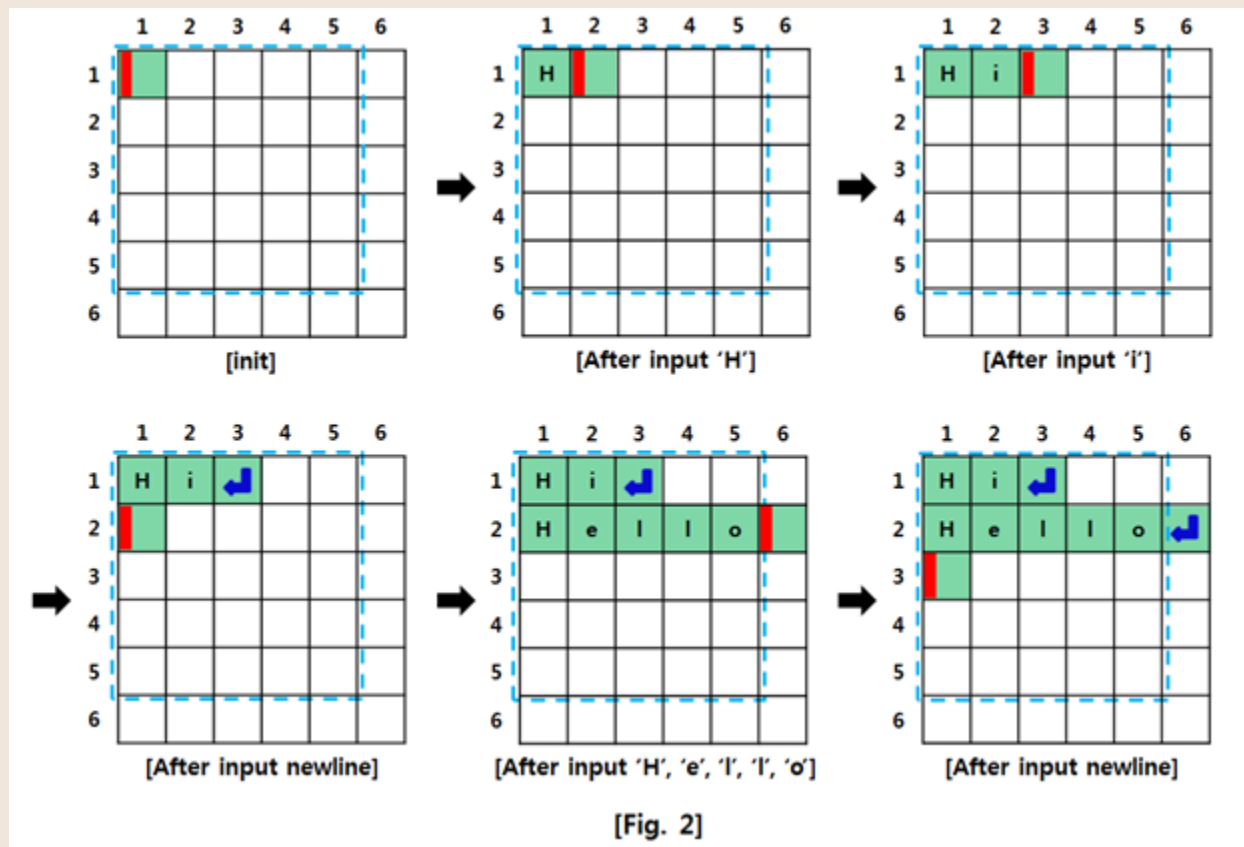 1 2 3 4 5 6 1 2 3 4 5 6 1 2 3 4 5 6
1 1 H 1 H i
2 2 2
3 3 3
4 4 4
5 5 5
6 6 6
[init] [After input ‘H’] [After input ‘i’]
1 2 3 4 5 6 1 2 3 4 5 6 1 2 3 4 5 6
1 H i 1 H i 1 H i
2 2 H e l l o 2 H e l l o
3 3 3
4 4 4
5 5 5
6 6 6
[After input newline] [After input ‘H’, ‘e’, ‘l’, ‘l’, ‘o’] [After input newline]
[Fig. 2]